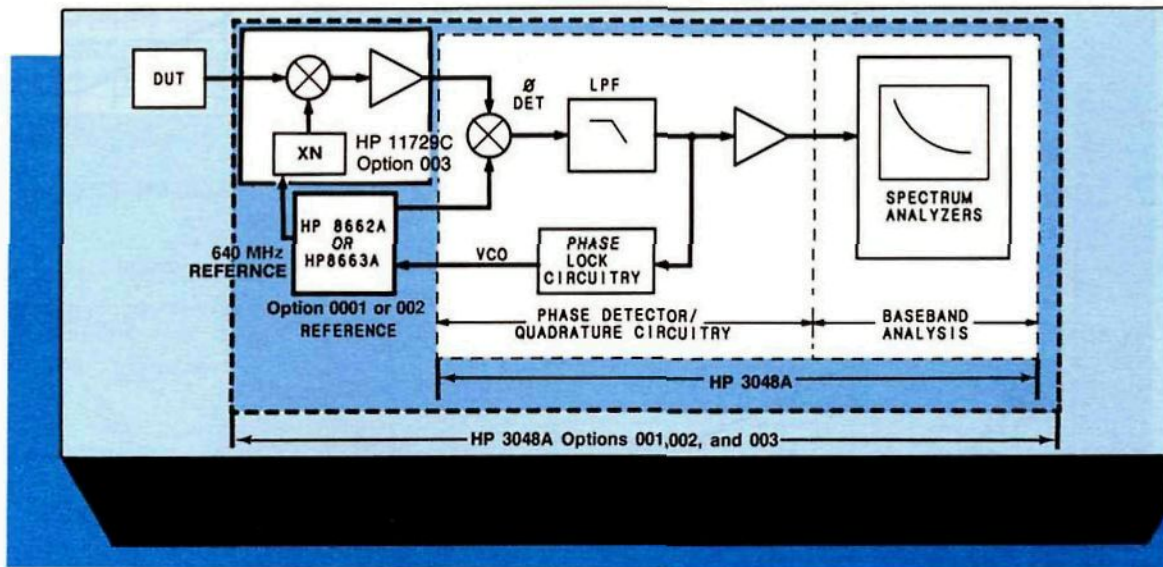 DUT
XN
HP 11729C
Option 003
HP 8662A
OR
HP8663A
640 MHz
REFERNCE
Option 0001 or 002
REFERENCE
Ø
DET
LPF
VCO
PHASE
LOCK
CIRCUITRY
SPECTRUM
ANALYZERS
PHASE DETECTOR/
QUADRATURE CIRCUITRY
BASEBAND
ANALYSIS
HP 3048A
HP 3048A Options 001,002, and 003